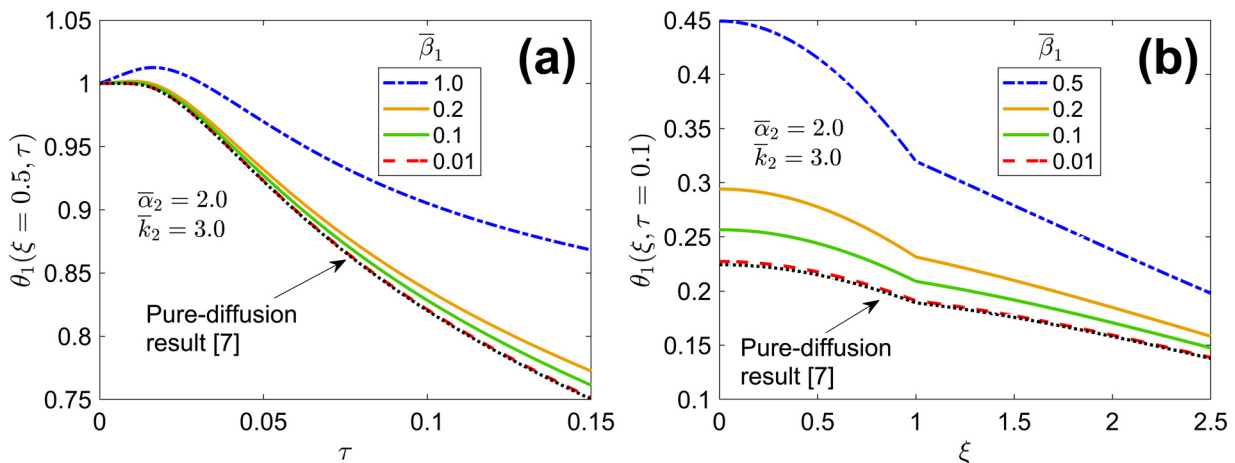 (a)
β̄₁
1.0
0.2
0.1
0.01
ᾱ₂ = 2.0
k̄₂ = 3.0
Pure-diffusion
result [7]
θ₁(ξ = 0.5, τ)
1.05
1
0.95
0.9
0.85
0.8
0.75
0
0.05
0.1
0.15
τ
(b)
β̄₁
0.5
0.2
0.1
0.01
ᾱ₂ = 2.0
k̄₂ = 3.0
Pure-diffusion
result [7]
θ₁(ξ, τ = 0.1)
0.45
0.4
0.35
0.3
0.25
0.2
0.15
0.1
0
0.5
1
1.5
2
2.5
ξ